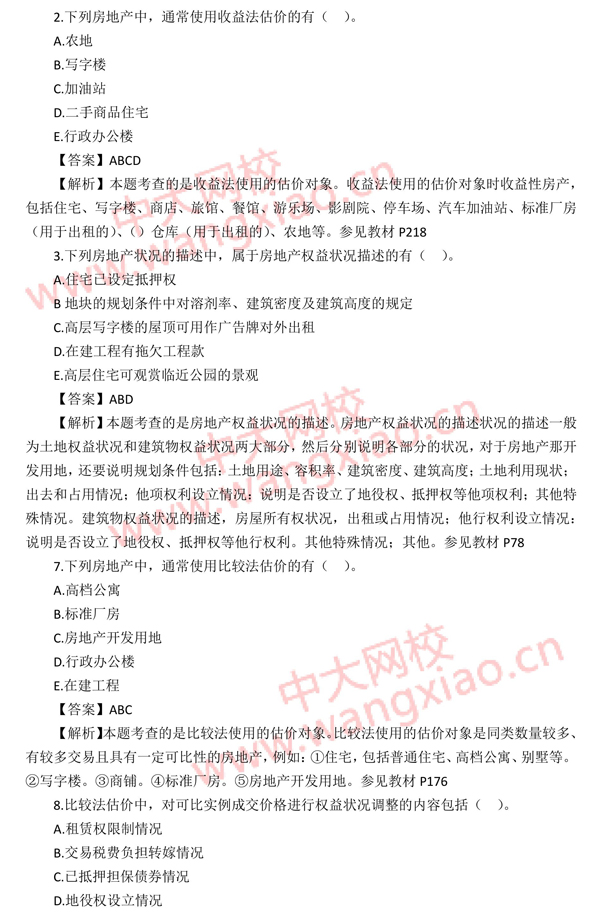 2.下列房地产中，通常使用收益法估价的有（ ）。
A.农地
B.写字楼
C.加油站
D.二手商品住宅
E.行政办公楼
【答案】ABCD
【解析】本题考查的是收益法使用的估价对象。收益法使用的估价对象时收益性房产，
包括住宅、写字楼、商店、旅馆、餐馆、游乐场、影剧院、停车场、汽车加油站、标准厂房
（用于出租的）、（）仓库（用于出租的）、农地等。参见教材 P218
3.下列房地产状况的描述中，属于房地产权益状况描述的有（ ）。
A.住宅已设定抵押权
B 地块的规划条件中对溶剂率、建筑密度及建筑高度的规定
C.高层写字楼的屋顶可用作广告牌对外出租
D.在建工程有拖欠工程款
E.高层住宅可观赏临近公园的景观
【答案】ABD
【解析】本题考查的是房地产权益状况的描述。房地产权益状况的描述状况的描述一般
为土地权益状况和建筑物权益状况两大部分，然后分别说明各部分的状况，对于房地产那开
发用地，还要说明规划条件包括：土地用途、容积率、建筑密度、建筑高度；土地利用现状；
出去和占用情况；他项权利设立情况：说明是否设立了地役权、抵押权等他项权利；其他特
殊情况。建筑物权益状况的描述，房屋所有权状况，出租或占用情况；他行权利设立情况：
说明是否设立了地役权、抵押权等他行权利。其他特殊情况；其他。参见教材 P78
7.下列房地产中，通常使用比较法估价的有（ ）。
A.高档公寓
B.标准厂房
C.房地产开发用地
D.行政办公楼
E.在建工程
【答案】ABC
【解析】本题考查的是比较法使用的估价对象。比较法使用的估价对象是同类数量较多、
有较多交易且具有一定可比性的房地产，例如：①住宅，包括普通住宅、高档公寓、别墅等。
②写字楼。③商铺。④标准厂房。⑤房地产开发用地。参见教材 P176
8.比较法估价中，对可比实例成交价格进行权益状况调整的内容包括（ ）。
A.租赁权限制情况
B.交易税费负担转嫁情况
C.已抵押担保债券情况
D.地役权设立情况
中大网校
www.wangxiao.cn
中大网校
www.wangxiao.cn
中大网校
www.wangxiao.cn